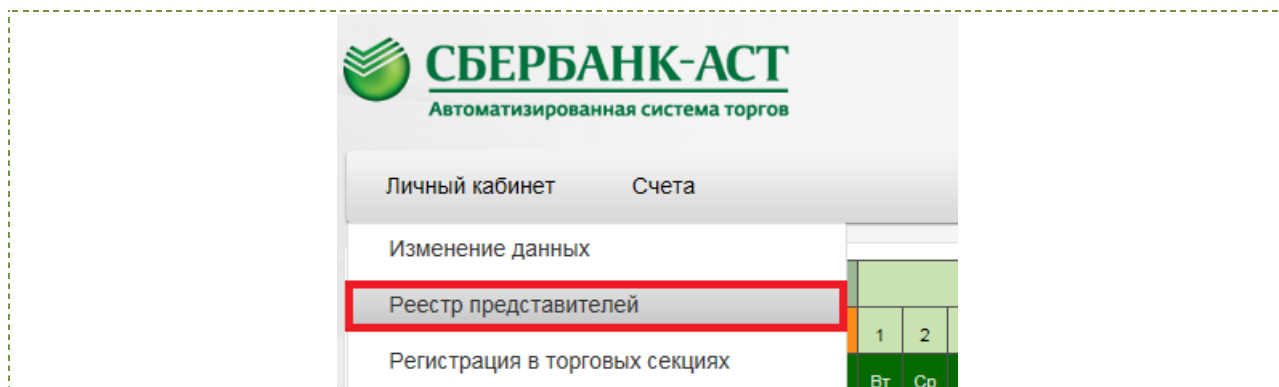 СБЕРБАНК-АСТ
Автоматизированная система торгов
Личный кабинет Счета
Изменение данных
Реестр представителей
1 2
Регистрация в торговых секциях
Вт Ср